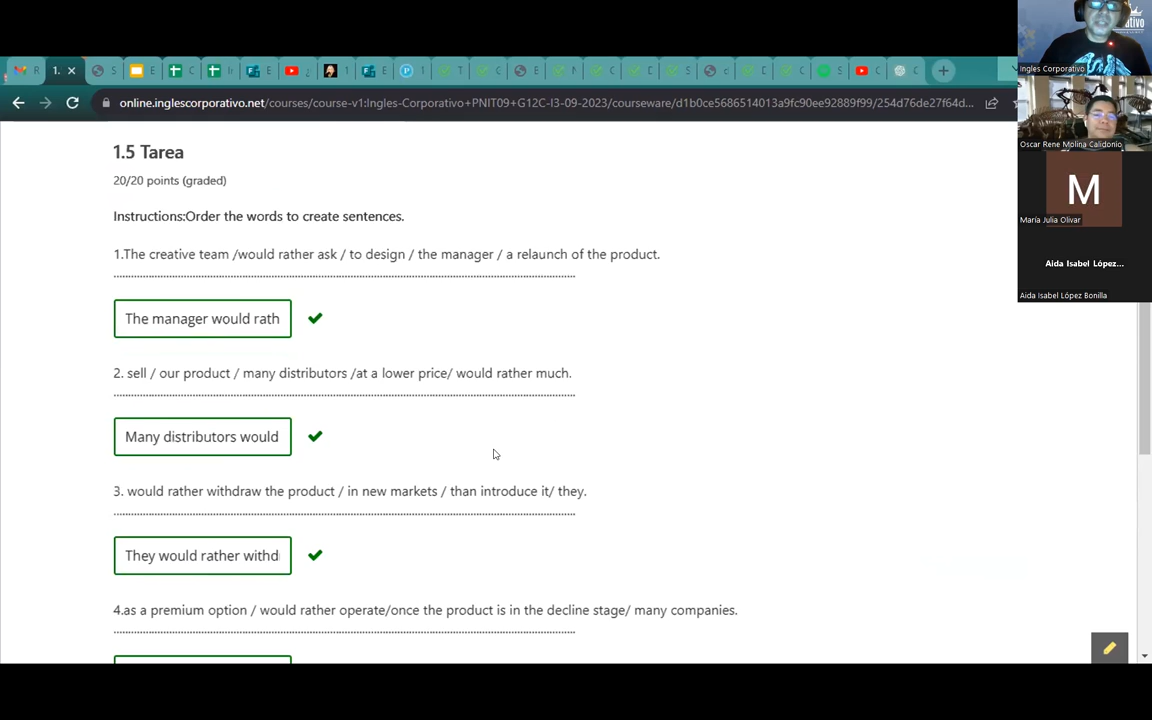 1.
online.inglescorporativo.net/courses/course-v1:Ingles-Corporativo+PNIT09+G12C-I3-09-2023/courseware/d1b0ce5686514013a9fc90ee92889f99/254d76de27f64d...
1.5 Tarea
20/20 points (graded)
Instructions:Order the words to create sentences.
1.The creative team /would rather ask / to design / the manager / a relaunch of the product.
The manager would rath
2. sell / our product / many distributors /at a lower price/ would rather much.
Many distributors would
3. would rather withdraw the product / in new markets / than introduce it/ they.
They would rather withd
4.as a premium option / would rather operate/once the product is in the decline stage/ many companies.
Ingles Corporativo
Oscar Rene Molina Calidonio
M
María Julia Olivar
Aida Isabel López...
Aida Isabel López Bonilla